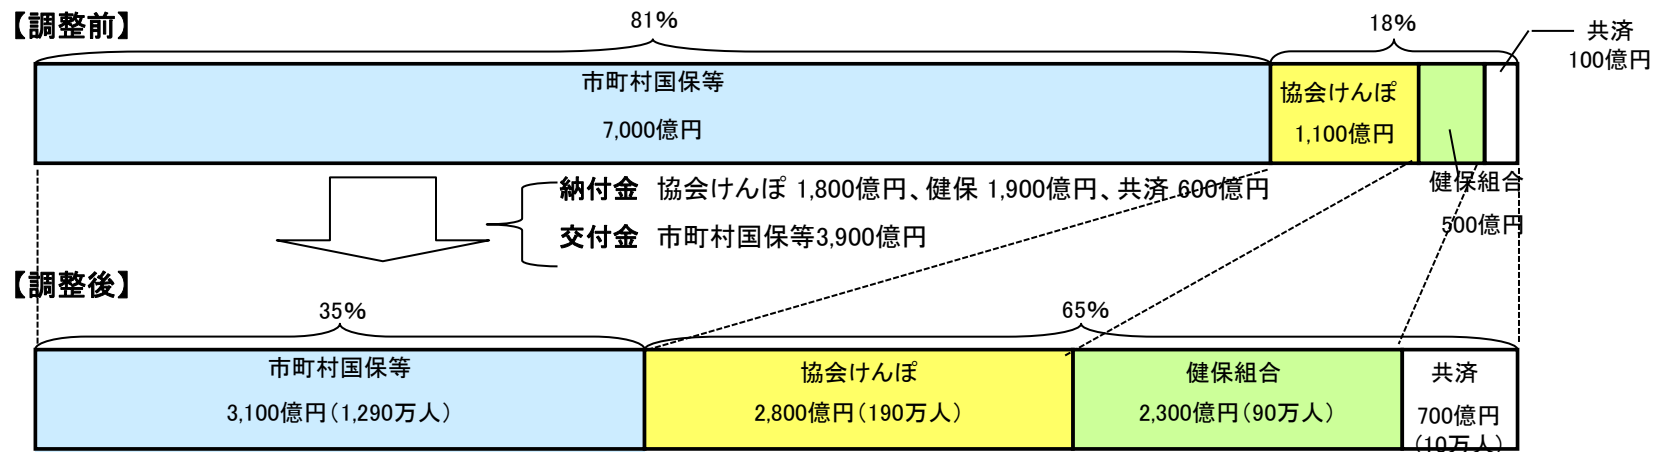 【調整前】
81%
18%
共済
100億円
市町村国保等
7,000億円
協会けんぽ
1,100億円
健保組合
500億円
納付金 協会けんぽ 1,800億円、健保 1,900億円、共済 600億円
交付金 市町村国保等3,900億円
【調整後】
35%
65%
市町村国保等
3,100億円(1,290万人)
協会けんぽ
2,800億円(190万人)
健保組合
2,300億円(90万人)
共済
700億円
(10万人)